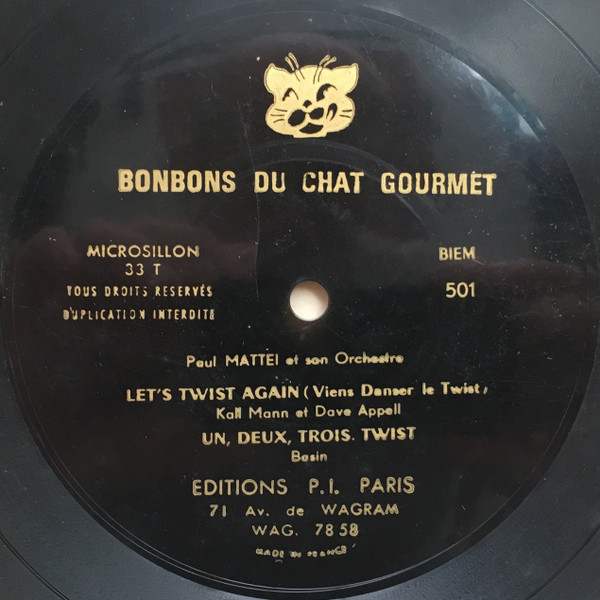 BONBONS DU CHAT GOURMET
MICROSILLON
33 T
TOUS DROITS RESERVÉS
DUPLICATION INTERDITE
BIEM
501
Paul MATTEI et son Orchestre
LET'S TWIST AGAIN (Viens Danser le Twist)
Kall Mann et Dave Appell
UN, DEUX, TROIS. TWIST
Basin
EDITIONS P.I. PARIS
71 Av. de WAGRAM
WAG. 78 58
MADE IN FRANCE